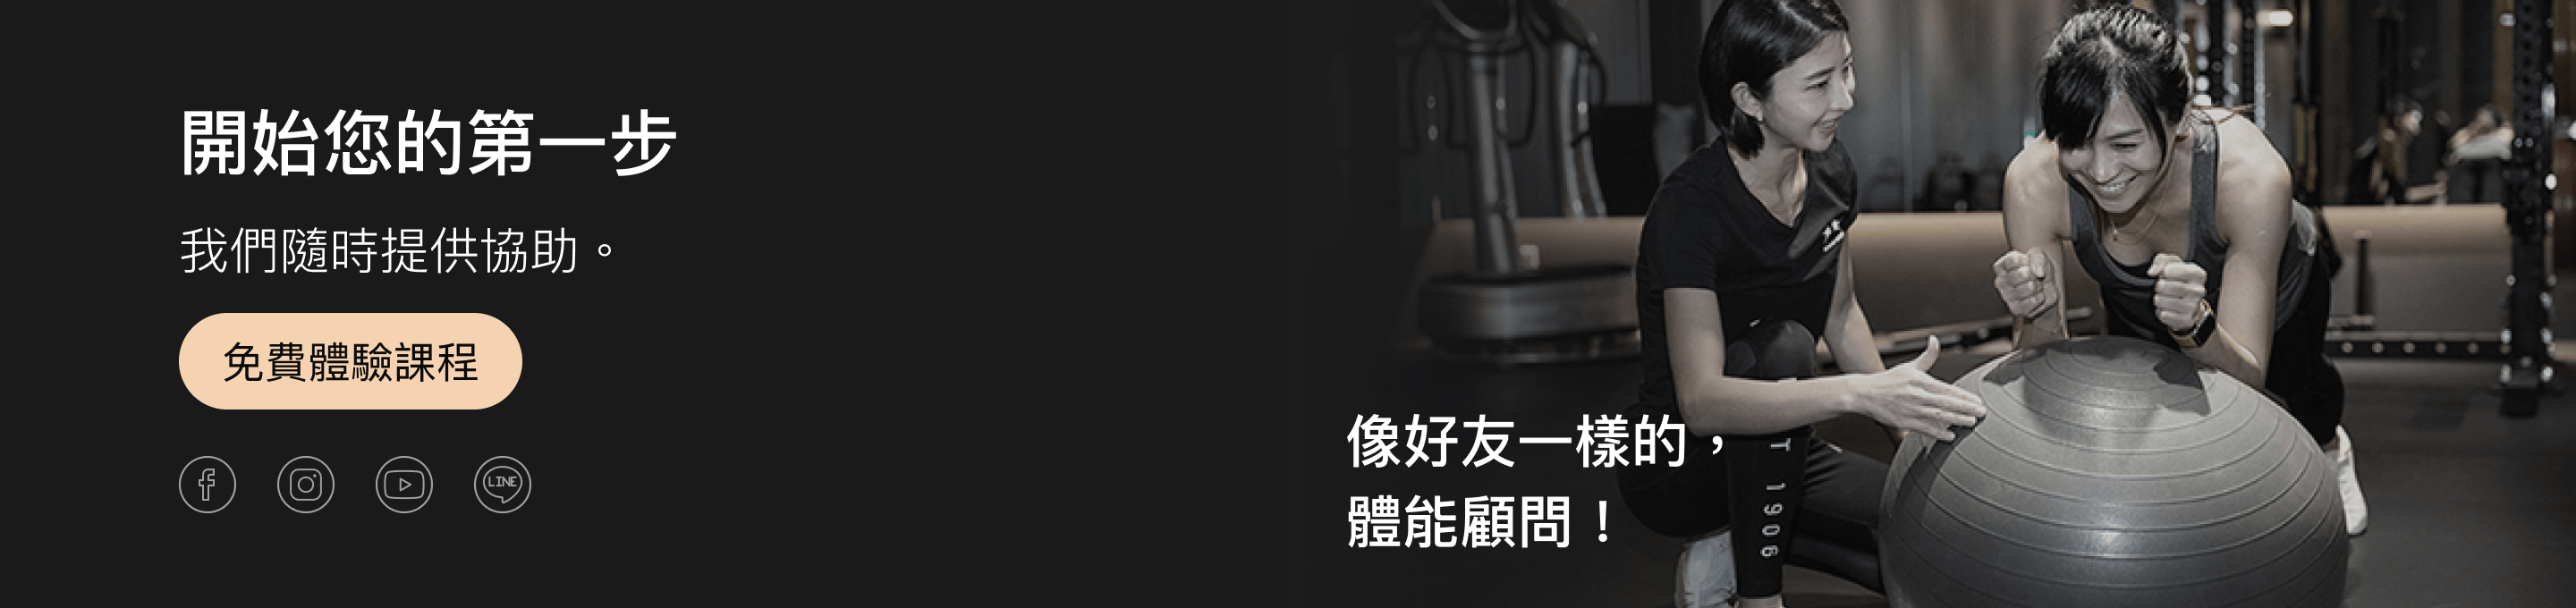 開始您的第一步
我們隨時提供協助。
免費體驗課程
LINE
像好友一樣的，
體能顧問！
T 1906